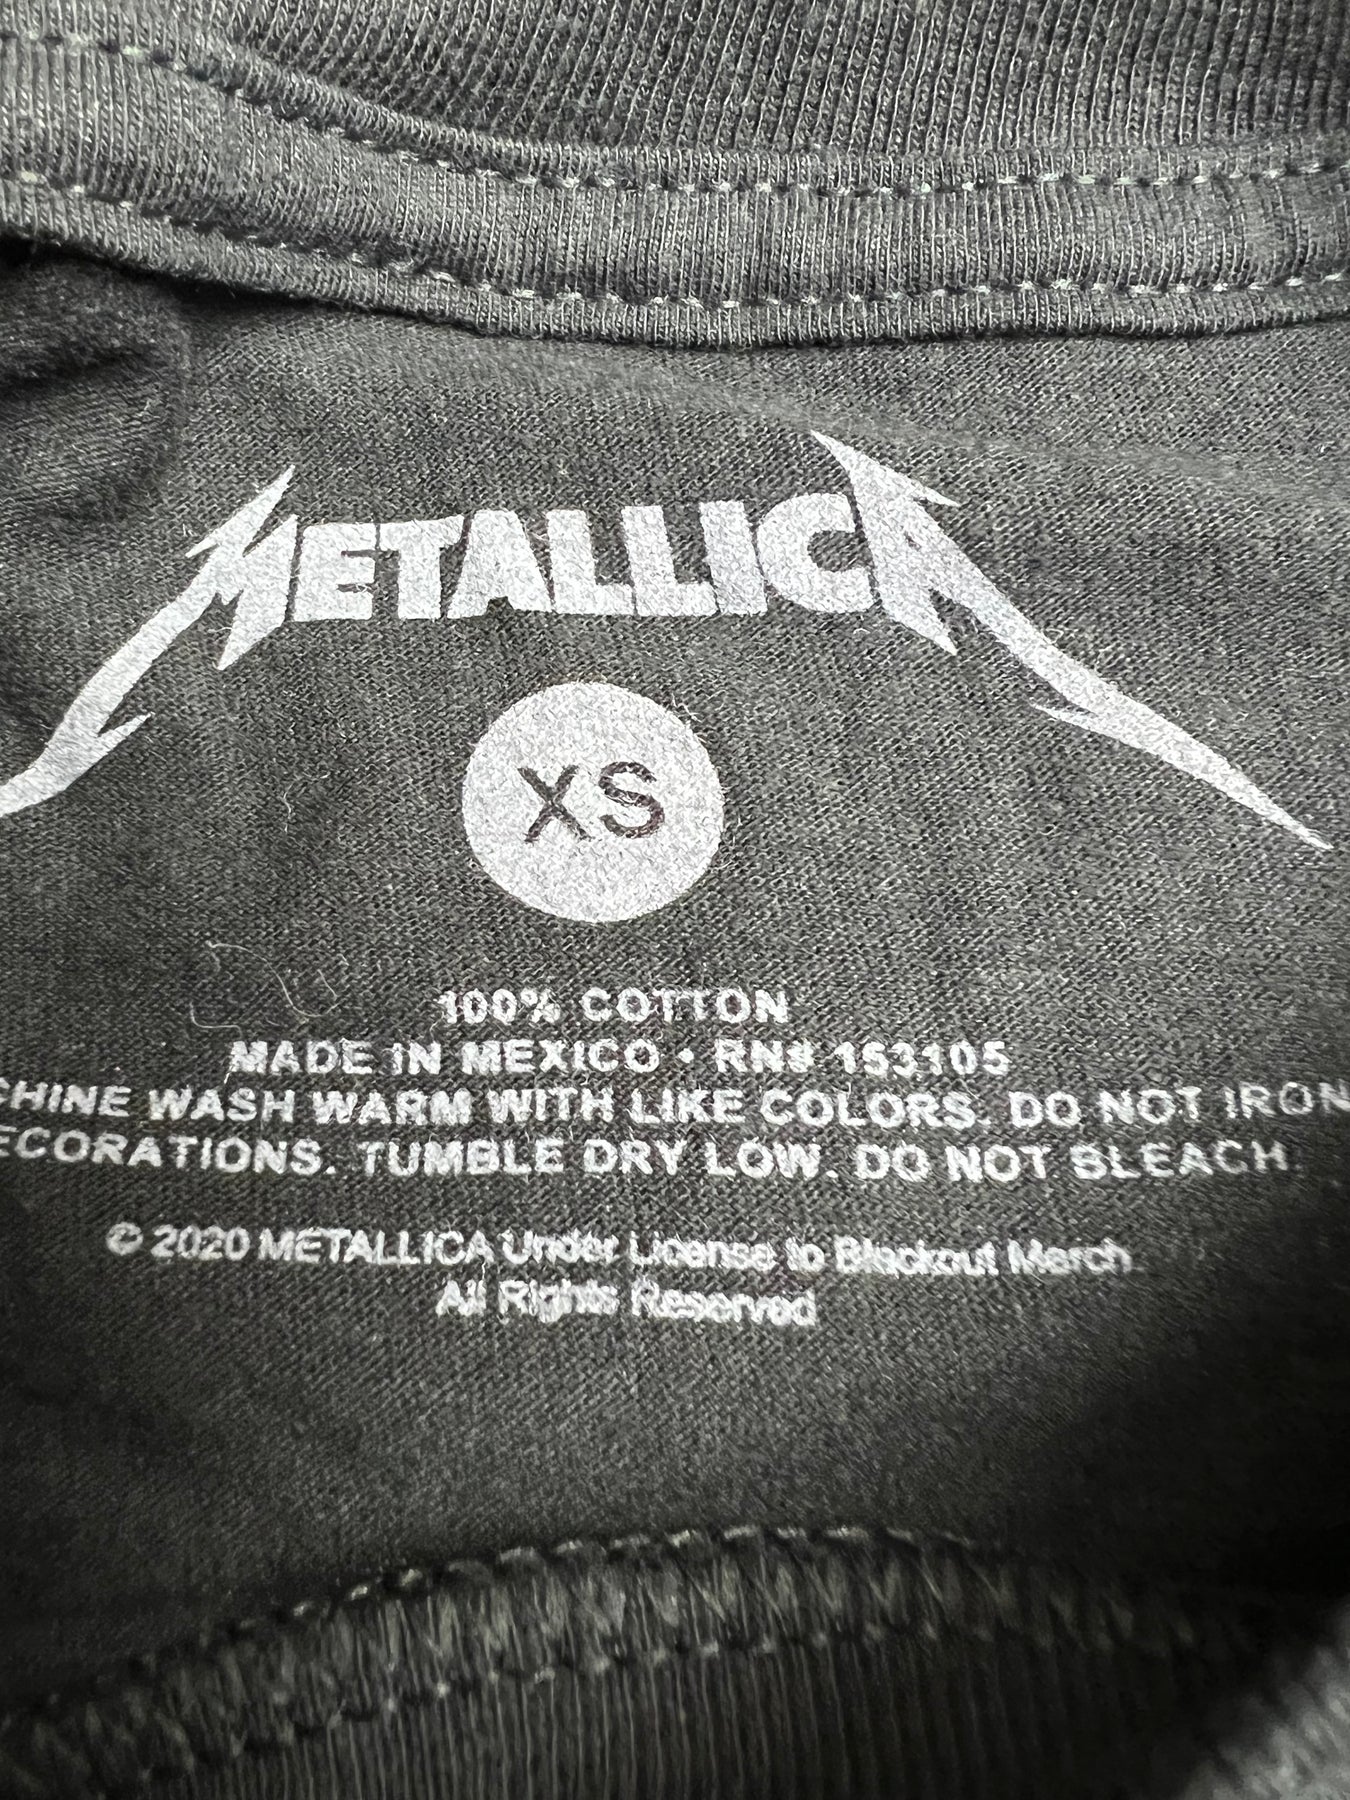 METALLICA
XS
100% COTTON
MADE IN MEXICO • RN# 153105
CHINE WASH WARM WITH LIKE COLORS. DO NOT IRON
ECORATIONS. TUMBLE DRY LOW. DO NOT BLEACH.
© 2020 METALLICA Under License to Blackout Merch.
All Rights Reserved